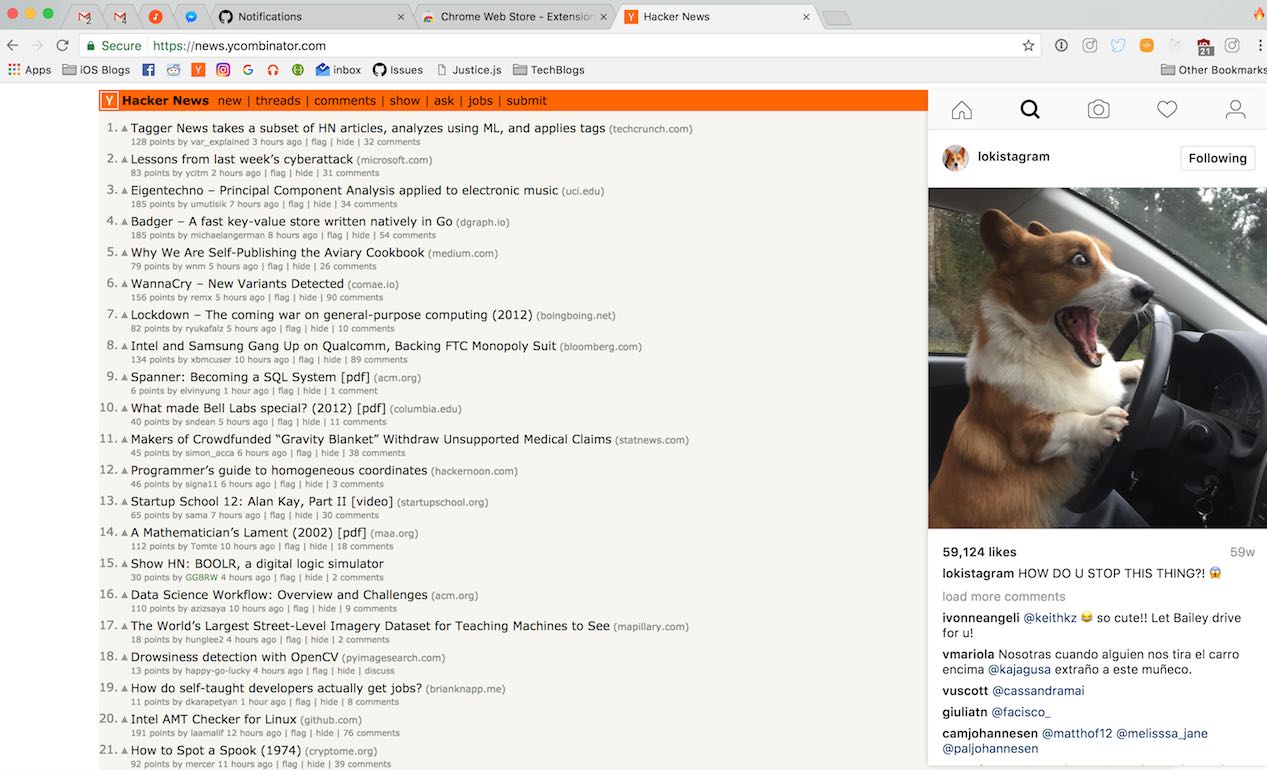 2
Notifications
Chrome Web Store - Extension
Hacker News
Secure
https://news.ycombinator.com
21
Apps
iOS Blogs
inbox
Issues
Justice.js
TechBlogs
Other Bookmarks
Y Hacker News new | threads | comments | show | ask | jobs | submit
1. Tagger News takes a subset of HN articles, analyzes using ML, and applies tags (techcrunch.com)
128 points by var_explained 3 hours ago | flag | hide | 32 comments
2. Lessons from last week’s cyberattack (microsoft.com)
83 points by ycitm 2 hours ago | flag | hide | 31 comments
3. Eigentechno – Principal Component Analysis applied to electronic music (uci.edu)
185 points by umutisik 7 hours ago | flag | hide | 34 comments
4. Badger – A fast key-value store written natively in Go (dgraph.io)
185 points by michaelangerman 8 hours ago | flag | hide | 54 comments
5. Why We Are Self-Publishing the Aviary Cookbook (medium.com)
79 points by wnm 5 hours ago | flag | hide | 26 comments
6. WannaCry – New Variants Detected (comae.io)
156 points by remx 5 hours ago | flag | hide | 90 comments
7. Lockdown – The coming war on general-purpose computing (2012) (boingboing.net)
82 points by ryukafalz 5 hours ago | flag | hide | 10 comments
8. Intel and Samsung Gang Up on Qualcomm, Backing FTC Monopoly Suit (bloomberg.com)
134 points by xbmcuser 10 hours ago | flag | hide | 89 comments
9. Spanner: Becoming a SQL System [pdf] (acm.org)
6 points by elvinyung 1 hour ago | flag | hide | 1 comment
10. What made Bell Labs special? (2012) [pdf] (columbia.edu)
40 points by sndean 5 hours ago | flag | hide | 11 comments
11. Makers of Crowdfunded “Gravity Blanket” Withdraw Unsupported Medical Claims (statnews.com)
45 points by simon_acca 6 hours ago | flag | hide | 38 comments
12. Programmer’s guide to homogeneous coordinates (hackernoon.com)
46 points by signa11 6 hours ago | flag | hide | 3 comments
13. Startup School 12: Alan Kay, Part II [video] (startupschool.org)
65 points by sama 7 hours ago | flag | hide | 30 comments
14. A Mathematician’s Lament (2002) [pdf] (maa.org)
112 points by Tomte 10 hours ago | flag | hide | 18 comments
15. Show HN: BOOLR, a digital logic simulator
30 points by GGBRW 4 hours ago | flag | hide | 2 comments
16. Data Science Workflow: Overview and Challenges (acm.org)
110 points by azizsaya 10 hours ago | flag | hide | 9 comments
17. The World’s Largest Street-Level Imagery Dataset for Teaching Machines to See (mapillary.com)
18 points by hunglee2 4 hours ago | flag | hide | 2 comments
18. Drowsiness detection with OpenCV (pyimagesearch.com)
13 points by happy-go-lucky 4 hours ago | flag | hide | discuss
19. How do self-taught developers actually get jobs? (brianknapp.me)
11 points by dkarapetyan 1 hour ago | flag | hide | 8 comments
20. Intel AMT Checker for Linux (github.com)
191 points by laamalif 12 hours ago | flag | hide | 76 comments
21. How to Spot a Spook (1974) (cryptome.org)
92 points by mercer 11 hours ago | flag | hide | 39 comments
lokistagram
Following
59,124 likes
59w
lokistagram HOW DO U STOP THIS THING?! 😱
load more comments
ivonneangeli @keithkz 😂 so cute!! Let Bailey drive
for u!
vmariola Nosotras cuando alguien nos tira el carro
encima @kajagusa extraño a este muñeco.
vuscott @cassandramai
giuliatn @facisco_
camjohannesen @matthof12 @melisssa_jane
@paljohannesen